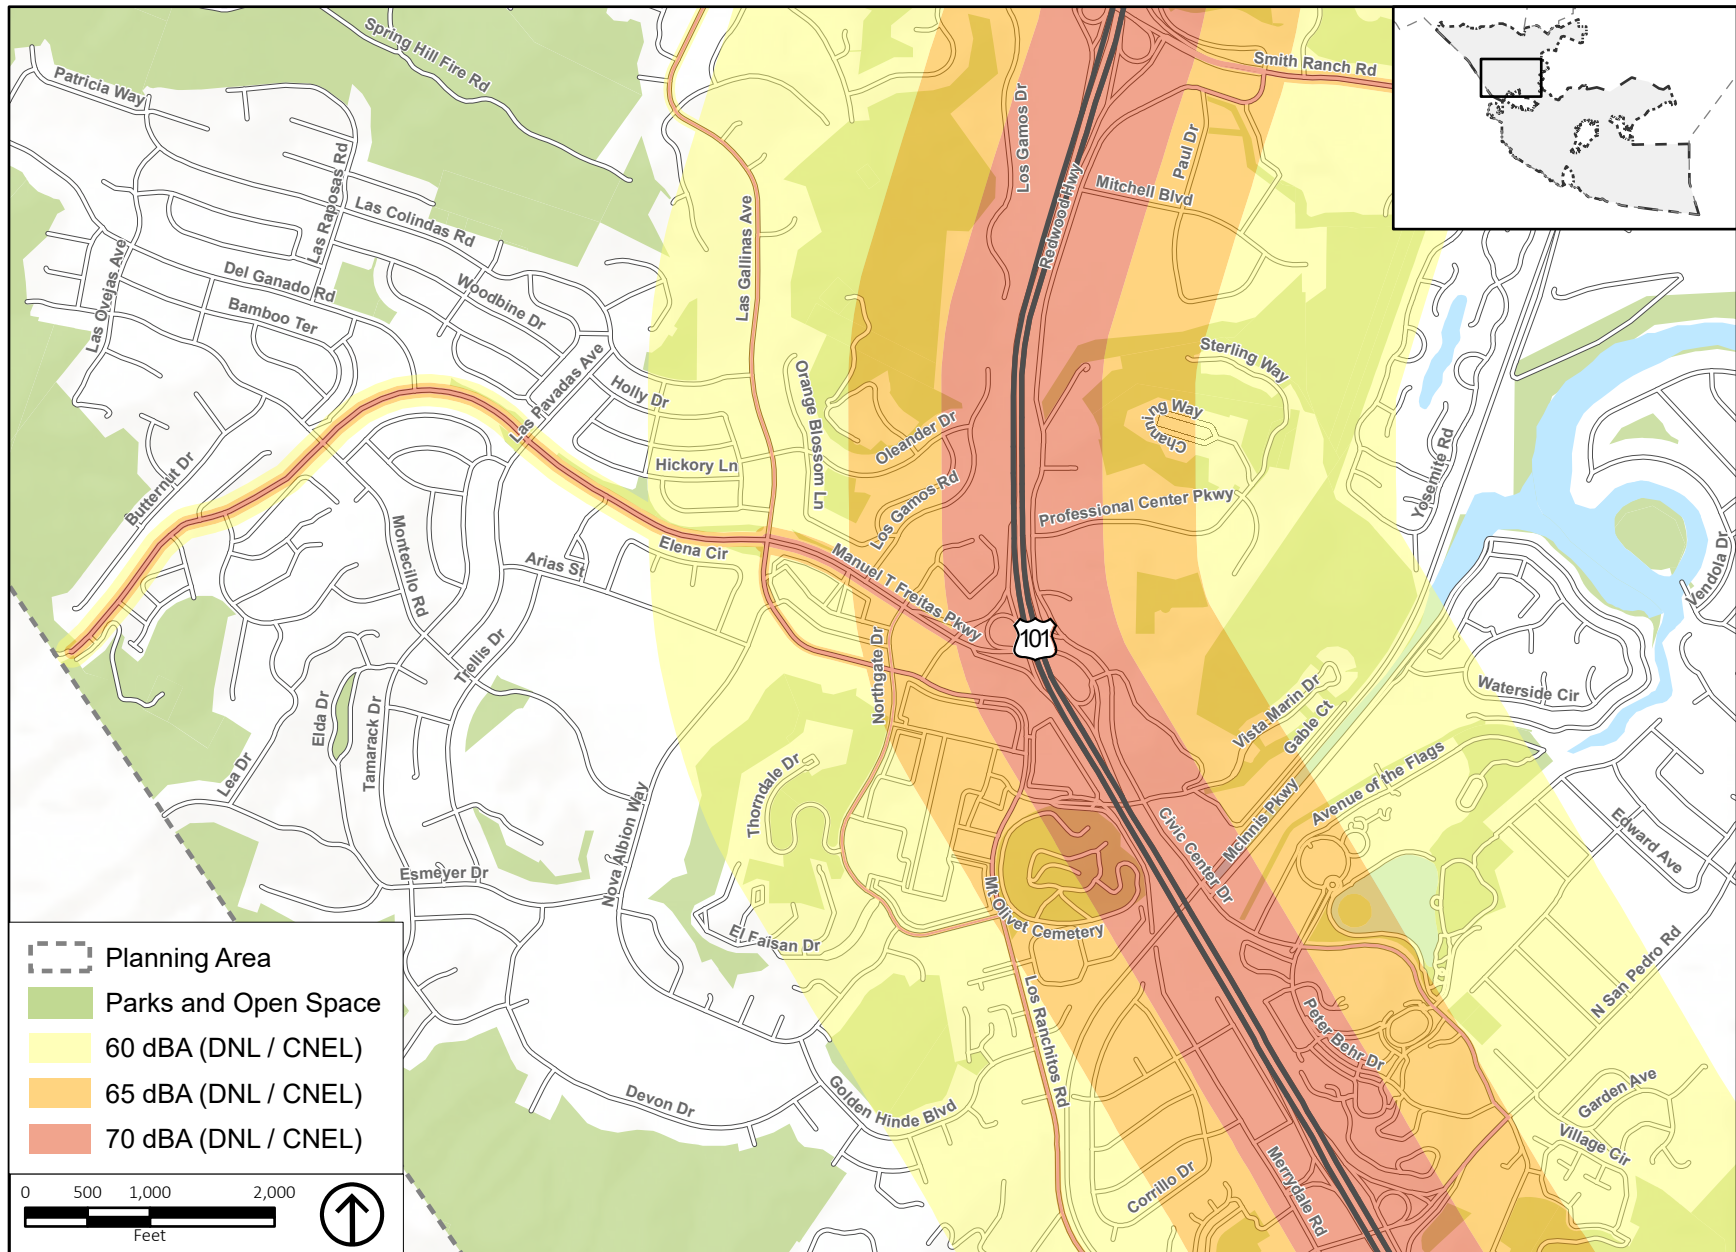 Spring Hill Fire Rd
Smith Ranch Rd
Patricia Way
Los Gamos Dr
Paul Dr
Mitchell Blvd
Redwood Hwy
Las Raposas Rd
Las Colindas Rd
Las Gallinas Ave
Las Ovejas Ave
Del Ganado Rd
Woodbine Dr
Bamboo Ter
Sterling Way
Las Pavadas Ave
Holly Dr
Orange Blossom Ln
Oleander Dr
Channing Way
Yosemite Rd
Butternut Dr
Hickory Ln
Los Gamos Rd
Professional Center Pkwy
Montecillo Rd
Elena Cir
Arias St
Manuel T Freitas Pkwy
Vendola Dr
101
Trellis Dr
Northgate Dr
Waterside Cir
Elda Dr
Tamarack Dr
Vista Marin Dr
Gable Ct
Lea Dr
Thorndale Dr
Avenue of the Flags
Nova Albion Way
McInnis Pkwy
Civic Center Dr
Edward Ave
Esmeyer Dr
Mt Olivet Cemetery
El Faisan Dr
N San Pedro Rd
Los Ranchitos Rd
Peter Behr Dr
Devon Dr
Golden Hinde Blvd
Garden Ave
Village Cir
Corrillo Dr
Merrydale Rd
Planning Area
Parks and Open Space
60 dBA (DNL / CNEL)
65 dBA (DNL / CNEL)
70 dBA (DNL / CNEL)
0 500 1,000 2,000
Feet